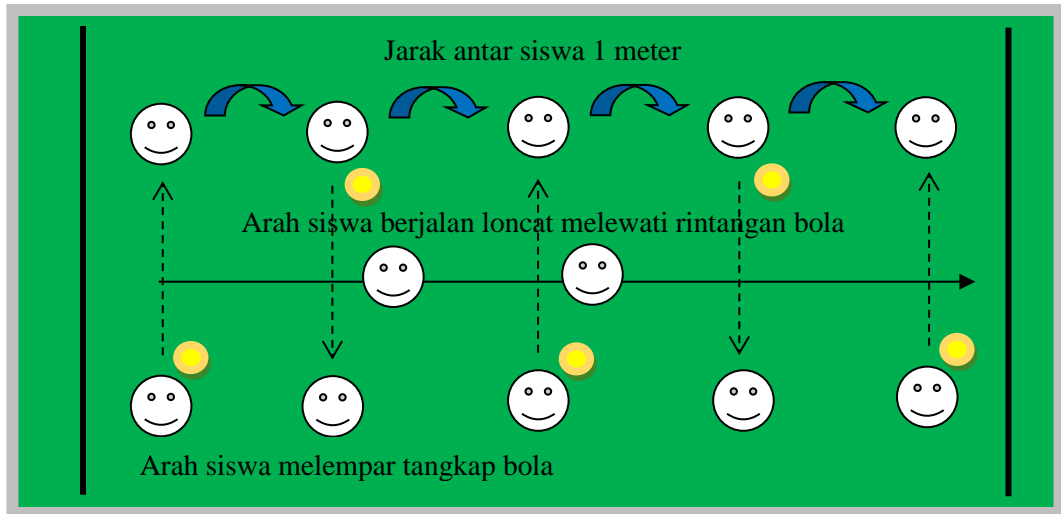 Jarak antar siswa 1 meter
Arah siswa berjalan loncat melewati rintangan bola
Arah siswa melempar tangkap bola